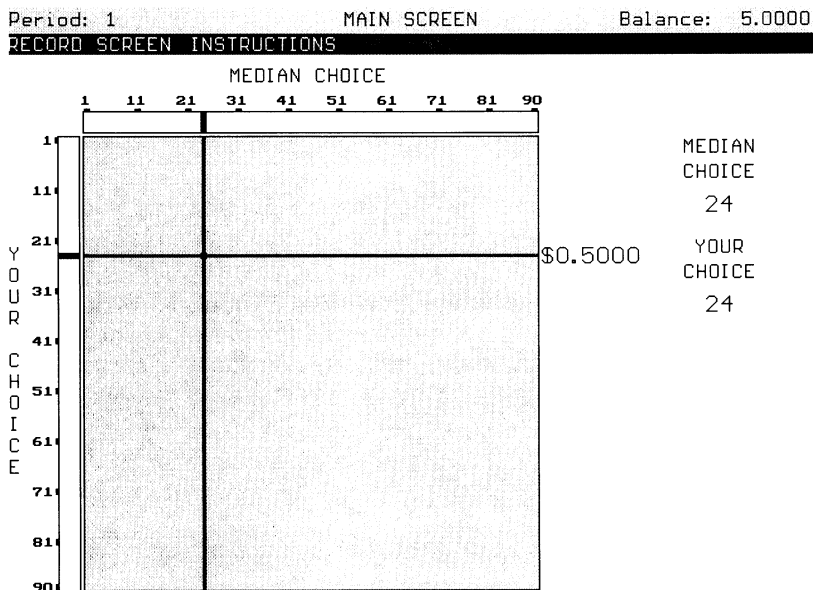 Period: 1 MAIN SCREEN Balance: 5.0000
RECORD SCREEN INSTRUCTIONS
MEDIAN CHOICE
1 11 21 31 41 51 61 71 81 90
YOUR CHOICE
1
11
21
31
41
51
61
71
81
90
$0.5000
MEDIAN
CHOICE
24
YOUR
CHOICE
24